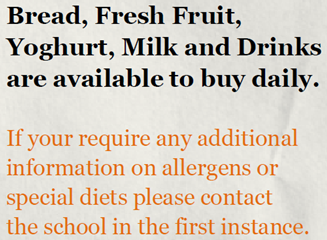 Bread, Fresh Fruit,
Yoghurt, Milk and Drinks
are available to buy daily.
If your require any additional
information on allergens or
special diets please contact
the school in the first instance.